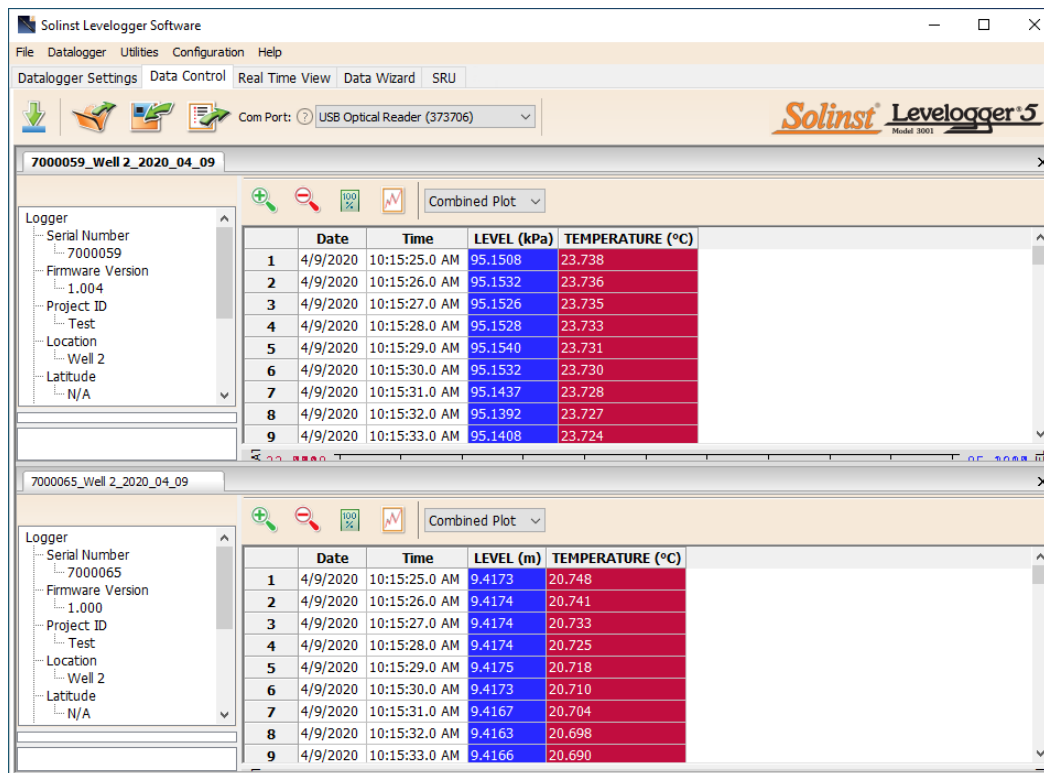 Solinst Levelogger Software
File Datalogger Utilities Configuration Help
Datalogger Settings Data Control Real Time View Data Wizard SRU
Com Port: ? USB Optical Reader (373706)
Solinst® Levelogger® 5
Model 3001
7000059_Well 2_2020_04_09
100 %
Combined Plot
Logger
Serial Number
7000059
Firmware Version
1.004
Project ID
Test
Location
Well 2
Latitude
N/A
Date Time LEVEL (kPa) TEMPERATURE (°C)
1 4/9/2020 10:15:25.0 AM 95.1508 23.738
2 4/9/2020 10:15:26.0 AM 95.1532 23.736
3 4/9/2020 10:15:27.0 AM 95.1526 23.735
4 4/9/2020 10:15:28.0 AM 95.1528 23.733
5 4/9/2020 10:15:29.0 AM 95.1540 23.731
6 4/9/2020 10:15:30.0 AM 95.1532 23.730
7 4/9/2020 10:15:31.0 AM 95.1437 23.728
8 4/9/2020 10:15:32.0 AM 95.1392 23.727
9 4/9/2020 10:15:33.0 AM 95.1408 23.724
7000065_Well 2_2020_04_09
100 %
Combined Plot
Logger
Serial Number
7000065
Firmware Version
1.000
Project ID
Test
Location
Well 2
Latitude
N/A
Date Time LEVEL (m) TEMPERATURE (°C)
1 4/9/2020 10:15:25.0 AM 9.4173 20.748
2 4/9/2020 10:15:26.0 AM 9.4174 20.741
3 4/9/2020 10:15:27.0 AM 9.4174 20.733
4 4/9/2020 10:15:28.0 AM 9.4174 20.725
5 4/9/2020 10:15:29.0 AM 9.4175 20.718
6 4/9/2020 10:15:30.0 AM 9.4173 20.710
7 4/9/2020 10:15:31.0 AM 9.4167 20.704
8 4/9/2020 10:15:32.0 AM 9.4163 20.698
9 4/9/2020 10:15:33.0 AM 9.4166 20.690